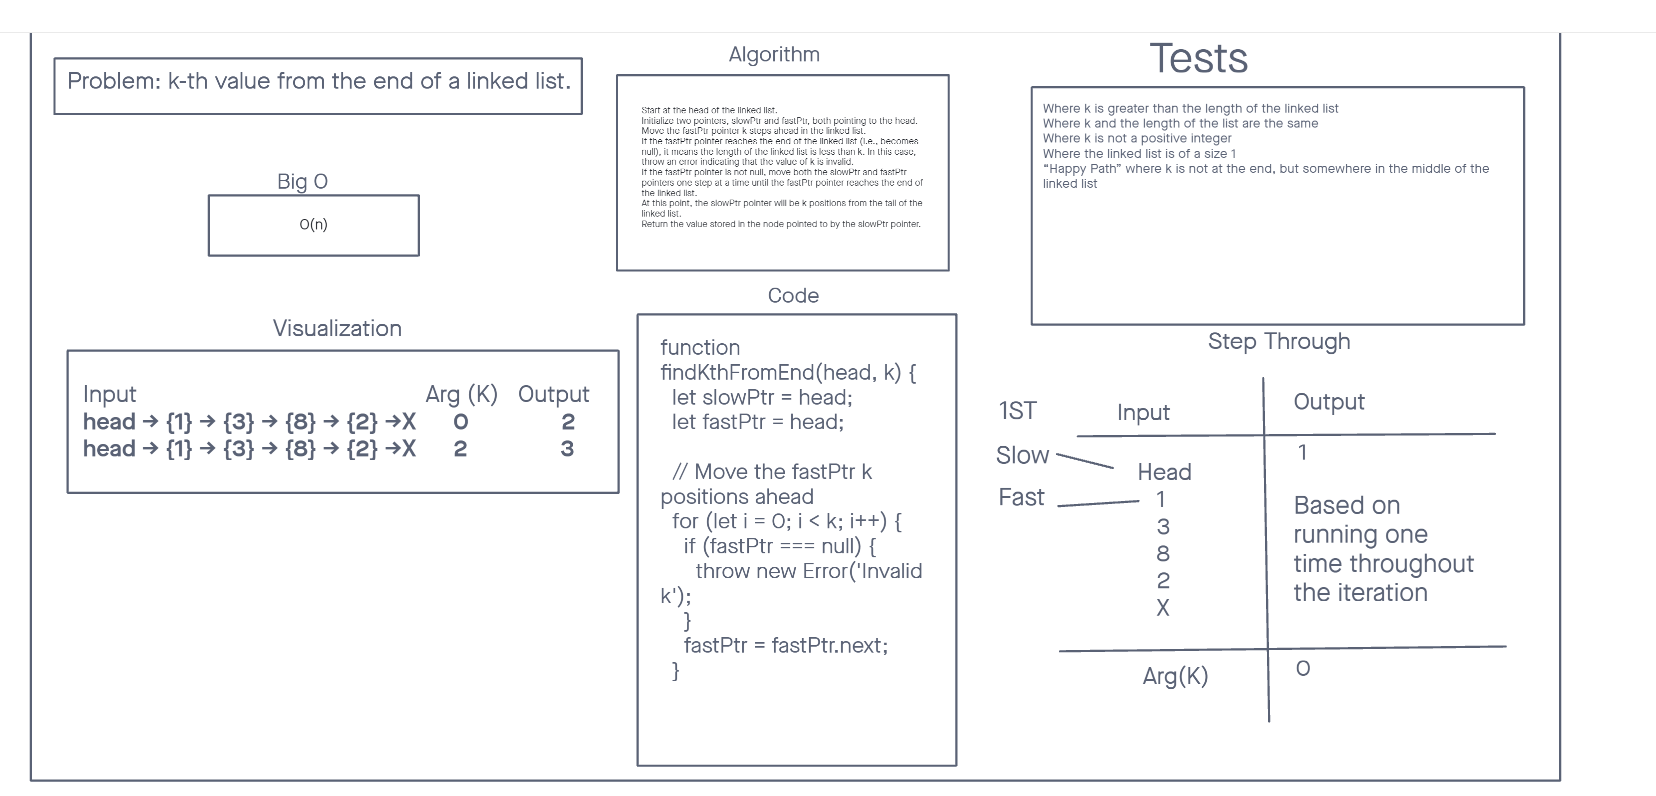 Problem: k-th value from the end of a linked list.
Big O
O(n)
Visualization
Input Arg (K) Output
head → {1} → {3} → {8} → {2} →X 0 2
head → {1} → {3} → {8} → {2} →X 2 3
Algorithm
Start at the head of the linked list.
Initialize two pointers, slowPtr and fastPtr, both pointing to the head.
Move the fastPtr pointer k steps ahead in the linked list.
If the fastPtr pointer reaches the end of the linked list (i.e., becomes
null), it means the length of the linked list is less than k. In this case,
throw an error indicating that the value of k is invalid.
If the fastPtr pointer is not null, move both the slowPtr and fastPtr
pointers one step at a time until the fastPtr pointer reaches the end of
the linked list.
At this point, the slowPtr pointer will be k positions from the tail of the
linked list.
Return the value stored in the node pointed to by the slowPtr pointer.
Code
function
findKthFromEnd(head, k) {
let slowPtr = head;
let fastPtr = head;
// Move the fastPtr k
positions ahead
for (let i = 0; i < k; i++) {
if (fastPtr === null) {
throw new Error('Invalid
k');
}
fastPtr = fastPtr.next;
}
Tests
Where k is greater than the length of the linked list
Where k and the length of the list are the same
Where k is not a positive integer
Where the linked list is of a size 1
“Happy Path” where k is not at the end, but somewhere in the middle of the
linked list
Step Through
1ST
Slow
Fast
Input
Head
1
3
8
2
X
Arg(K)
Output
1
Based on
running one
time throughout
the iteration
0